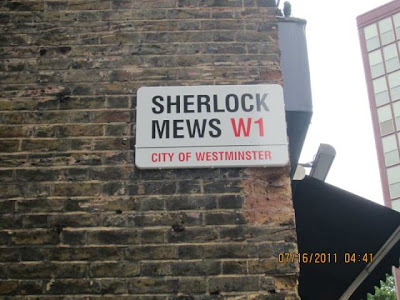 SHERLOCK
MEWS W1
CITY OF WESTMINSTER
07/16/2011 04:41